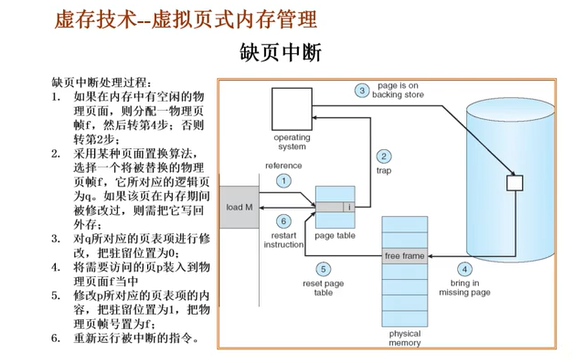 虚存技术--虚拟页式内存管理
缺页中断
缺页中断处理过程：
1. 如果在内存中有空闲的物
理页面，则分配一物理页
帧f，然后转第4步；否则
转第2步；
2. 采用某种页面置换算法，
选择一个将被替换的物理
页帧f，它所对应的逻辑页
为q。如果该页在内存期间
被修改过，则需把它写回
外存；
3. 对q所对应的页表项进行修
改，把驻留位置为0；
4. 将需要访问的页p装入到物
理页面f当中
5. 修改p所对应的页表项的内
容，把驻留位置为1，把物
理页帧号置为f；
6. 重新运行被中断的指令。
3
page is on
backing store
operating
system
2
trap
reference
1
load M
i
6
restart
instruction
page table
free frame
5
reset page
table
4
bring in
missing page
physical
memory